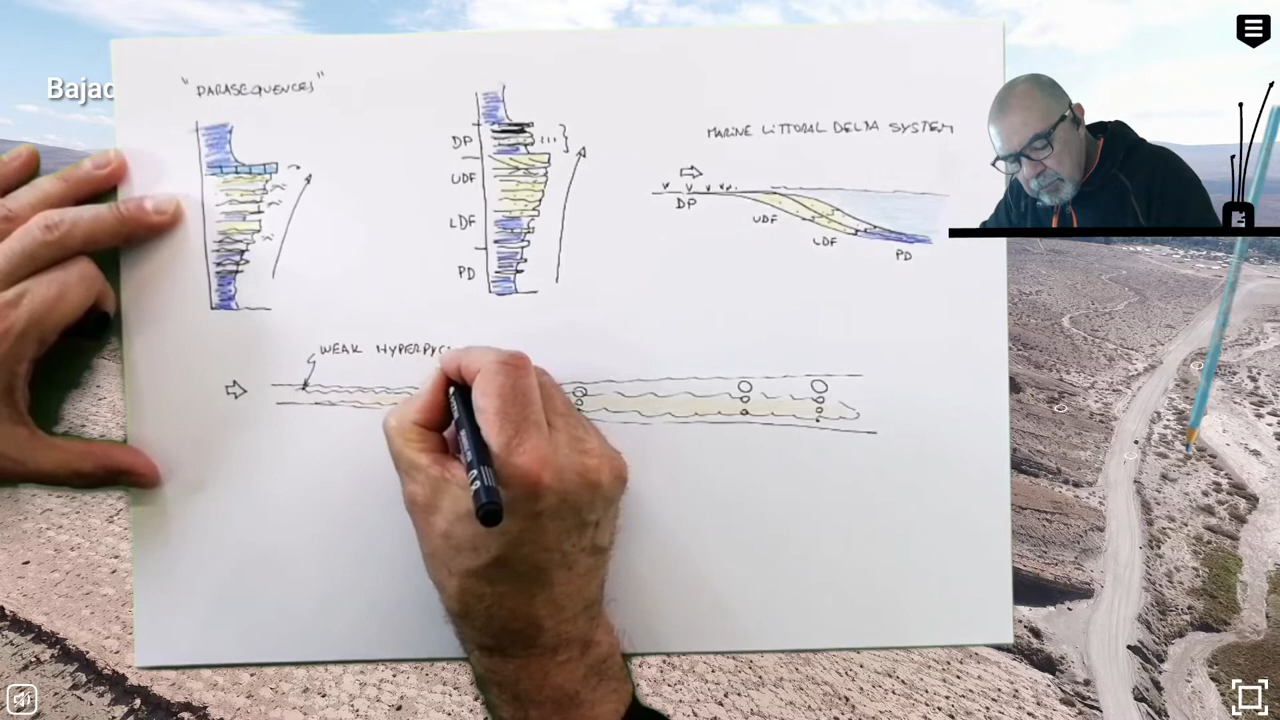 Bajad
"PARASEQUENCES"
DP
UDF
LDF
PD
MARINE LITTORAL DELTA SYSTEM
DP
UDF
LDF
PD
WEAK HYPERPYC